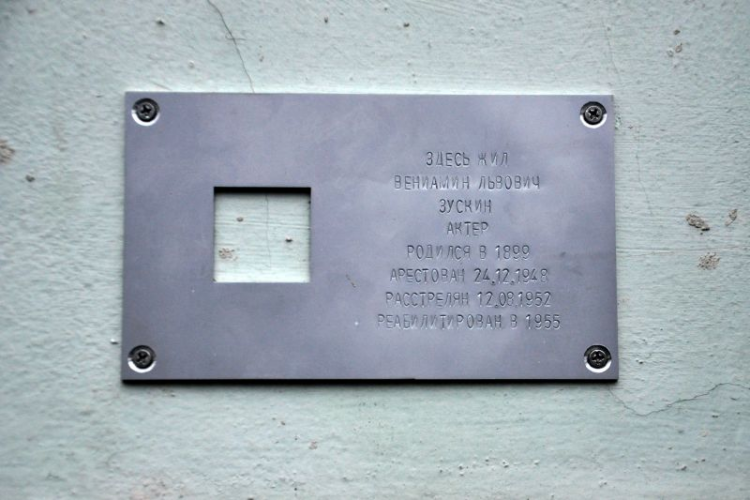 ЗДЕСЬ ЖИЛ
ВЕНИАМИН ЛЬВОВИЧ
ЗУСКИН
АКТЕР
РОДИЛСЯ В 1899
АРЕСТОВАН 24.12.1948
РАССТРЕЛЯН 12.08.1952
РЕАБИЛИТИРОВАН В 1955